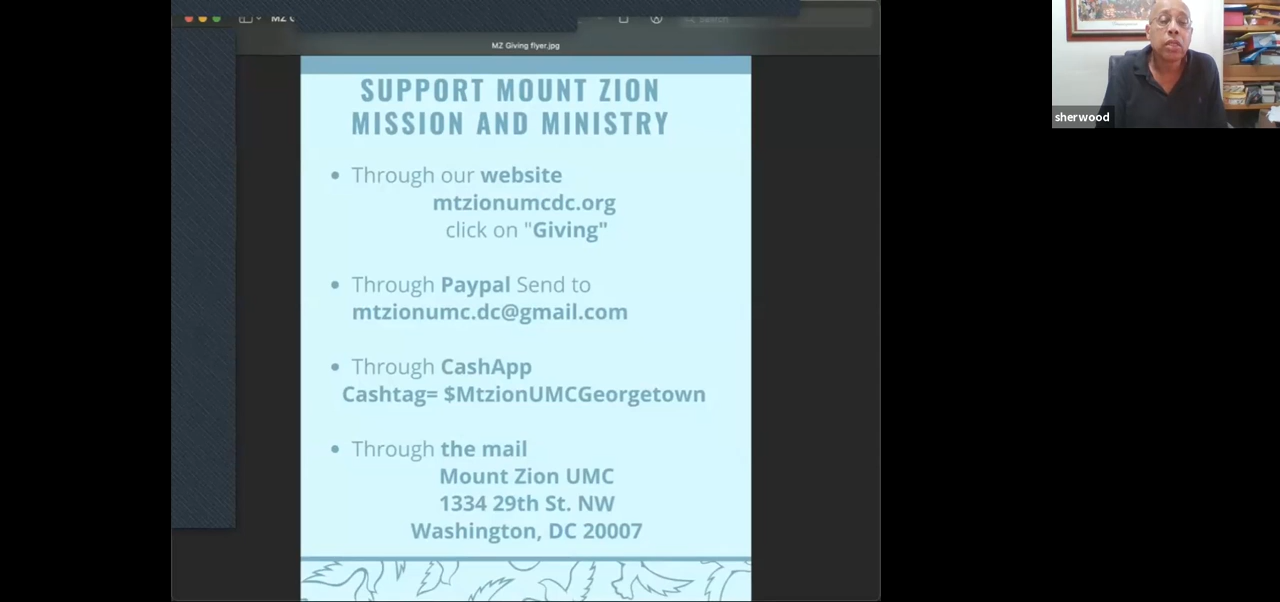 MZ
Search
MZ Giving flyer.jpg
SUPPORT MOUNT ZION
MISSION AND MINISTRY
• Through our website
mtzionumcdc.org
click on "Giving"
• Through Paypal Send to
mtzionumc.dc@gmail.com
• Through CashApp
Cashtag= $MtzionUMCGeorgetown
• Through the mail
Mount Zion UMC
1334 29th St. NW
Washington, DC 20007
sherwood